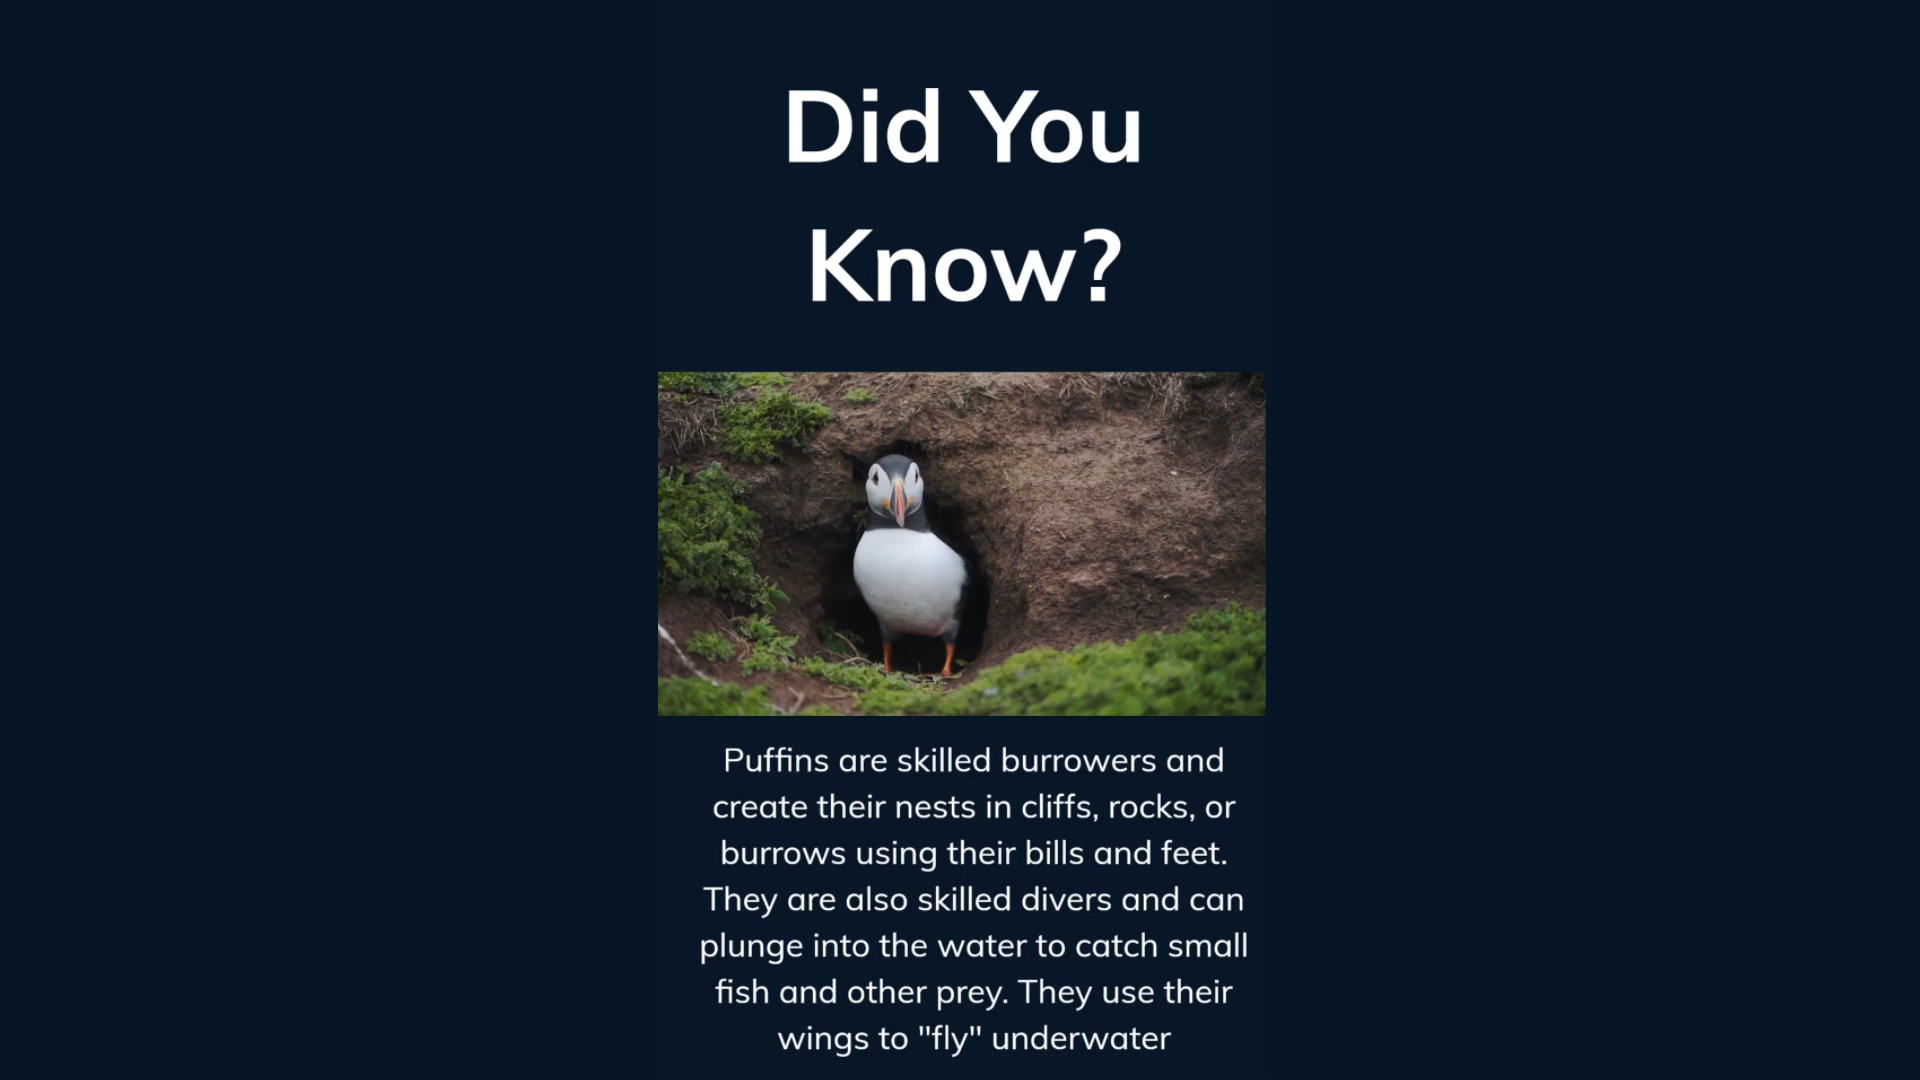 Did You
Know?
Puffins are skilled burrowers and
create their nests in cliffs, rocks, or
burrows using their bills and feet.
They are also skilled divers and can
plunge into the water to catch small
fish and other prey. They use their
wings to "fly" underwater